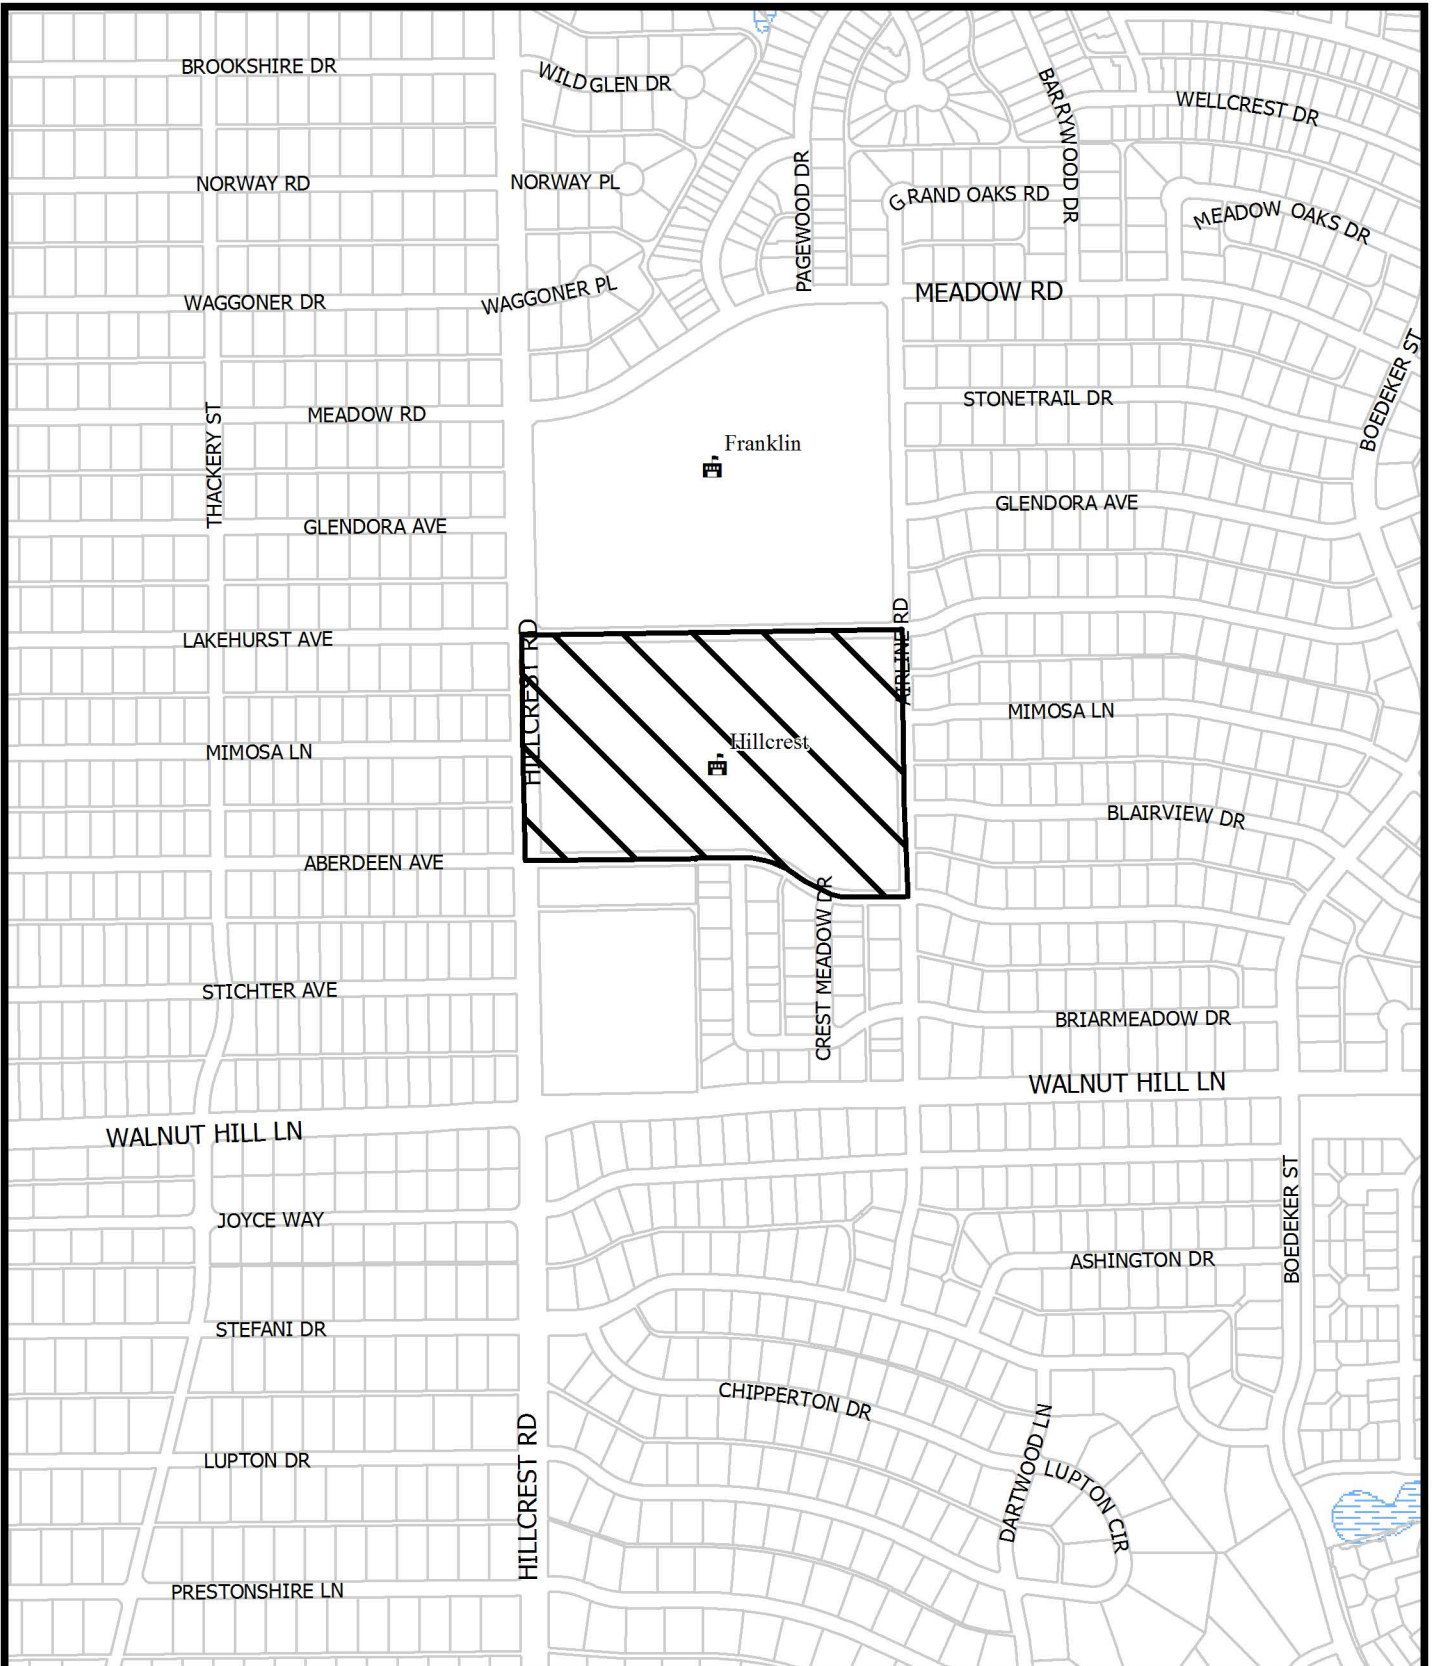 BROOKSHIRE DR
WILD GLEN DR
BARRYWOOD DR
WELLCREST DR
NORWAY RD
NORWAY PL
PAGEWOOD DR
GRAND OAKS RD
MEADOW OAKS DR
WAGGONER DR
WAGGONER PL
MEADOW RD
BOEDEKER ST
STONETRAIL DR
THACKERY ST
MEADOW RD
Franklin
GLENDORA AVE
GLENDORA AVE
LAKEHURST AVE
HILLCREST RD
AIRLINE RD
MIMOSA LN
Hillcrest
MIMOSA LN
BLAIRVIEW DR
ABERDEEN AVE
CREST MEADOW DR
STICHTER AVE
BRIARMEADOW DR
WALNUT HILL LN
WALNUT HILL LN
BOEDEKER ST
JOYCE WAY
ASHINGTON DR
STEFANI DR
CHIPPERTON DR
HILLCREST RD
DARTWOOD LN
LUPTON DR
LUPTON CIR
PRESTONSHIRE LN